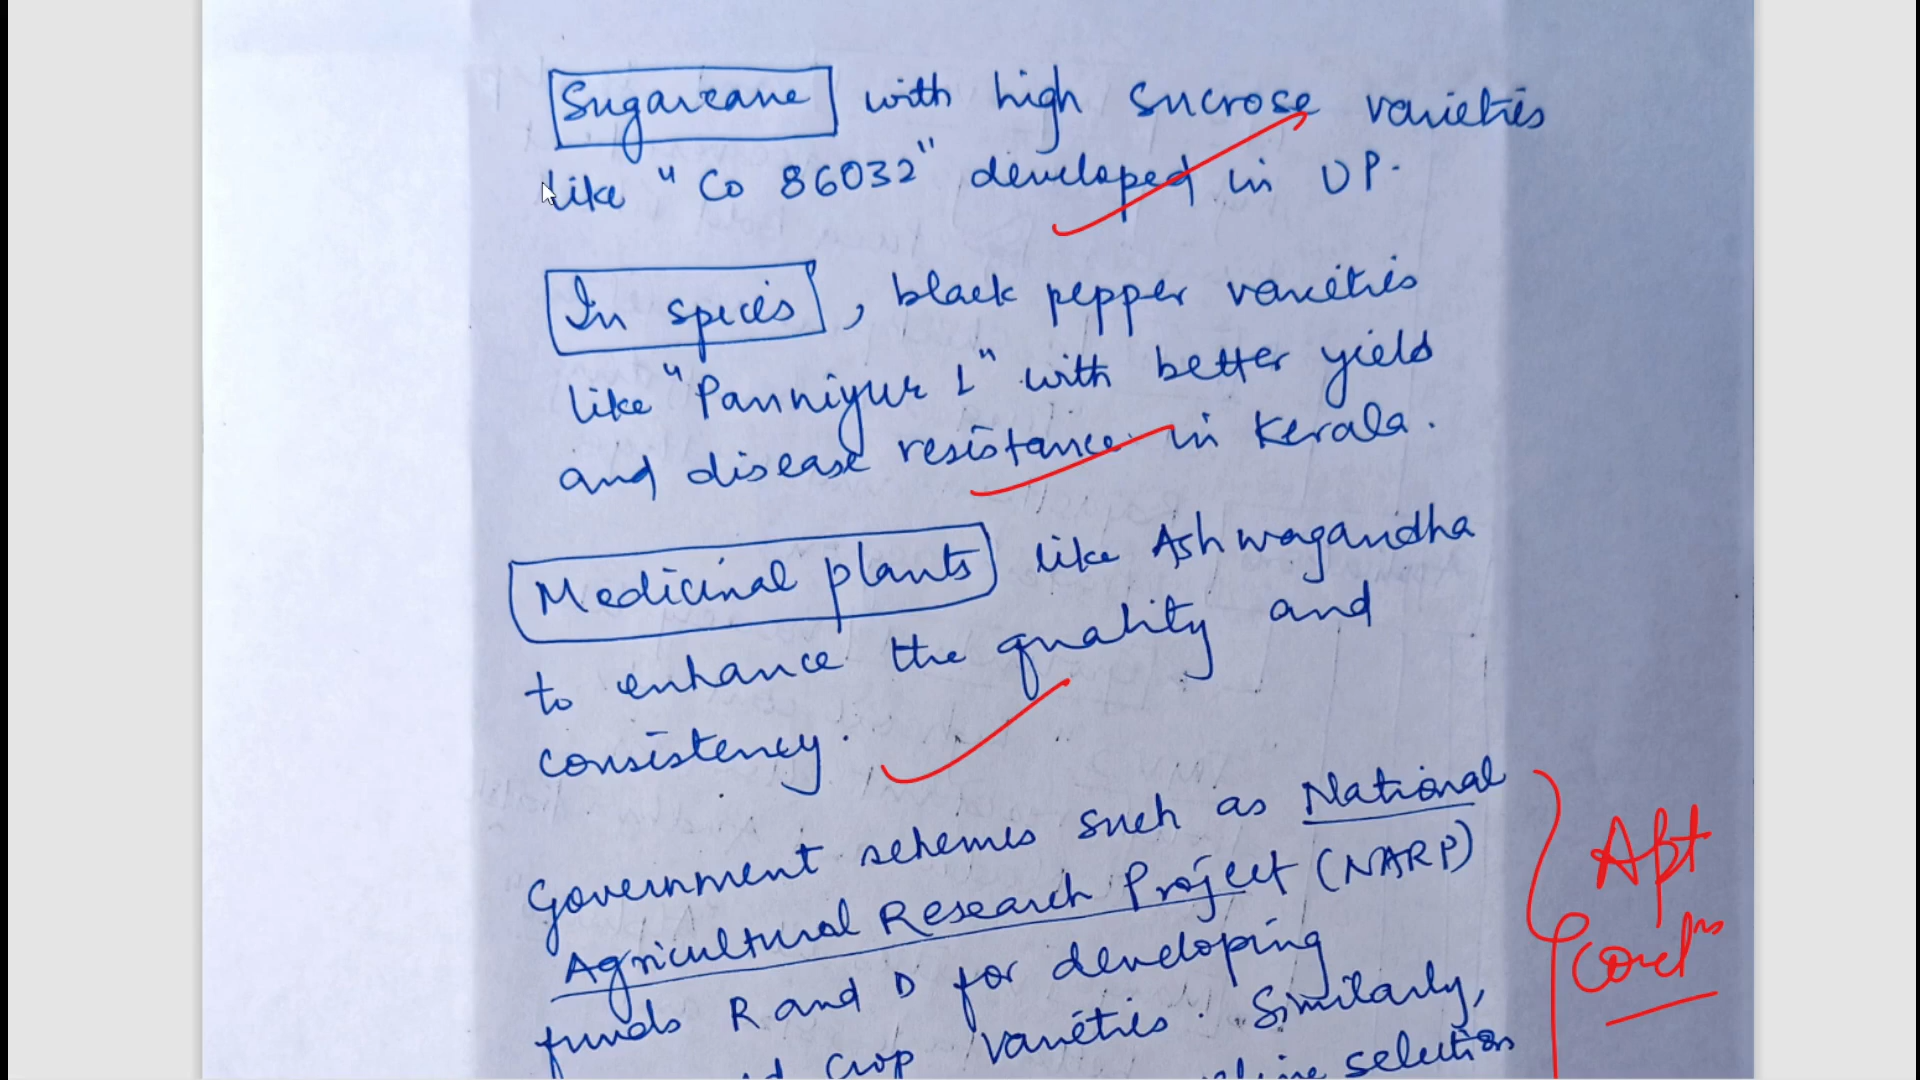 Sugarcane with high sucrose varieties
like "Co 86032" developed in UP.
In spices, black pepper varieties
like "Panniyur 1" with better yield
and disease resistance in Kerala.
Medicinal plants like Ashwagandha
to enhance the quality and
consistency.
Government schemes such as National
Agricultural Research Project (NARP)
funds R and D for developing
crop varieties. Similarly,
selection
Apt
Concl^n